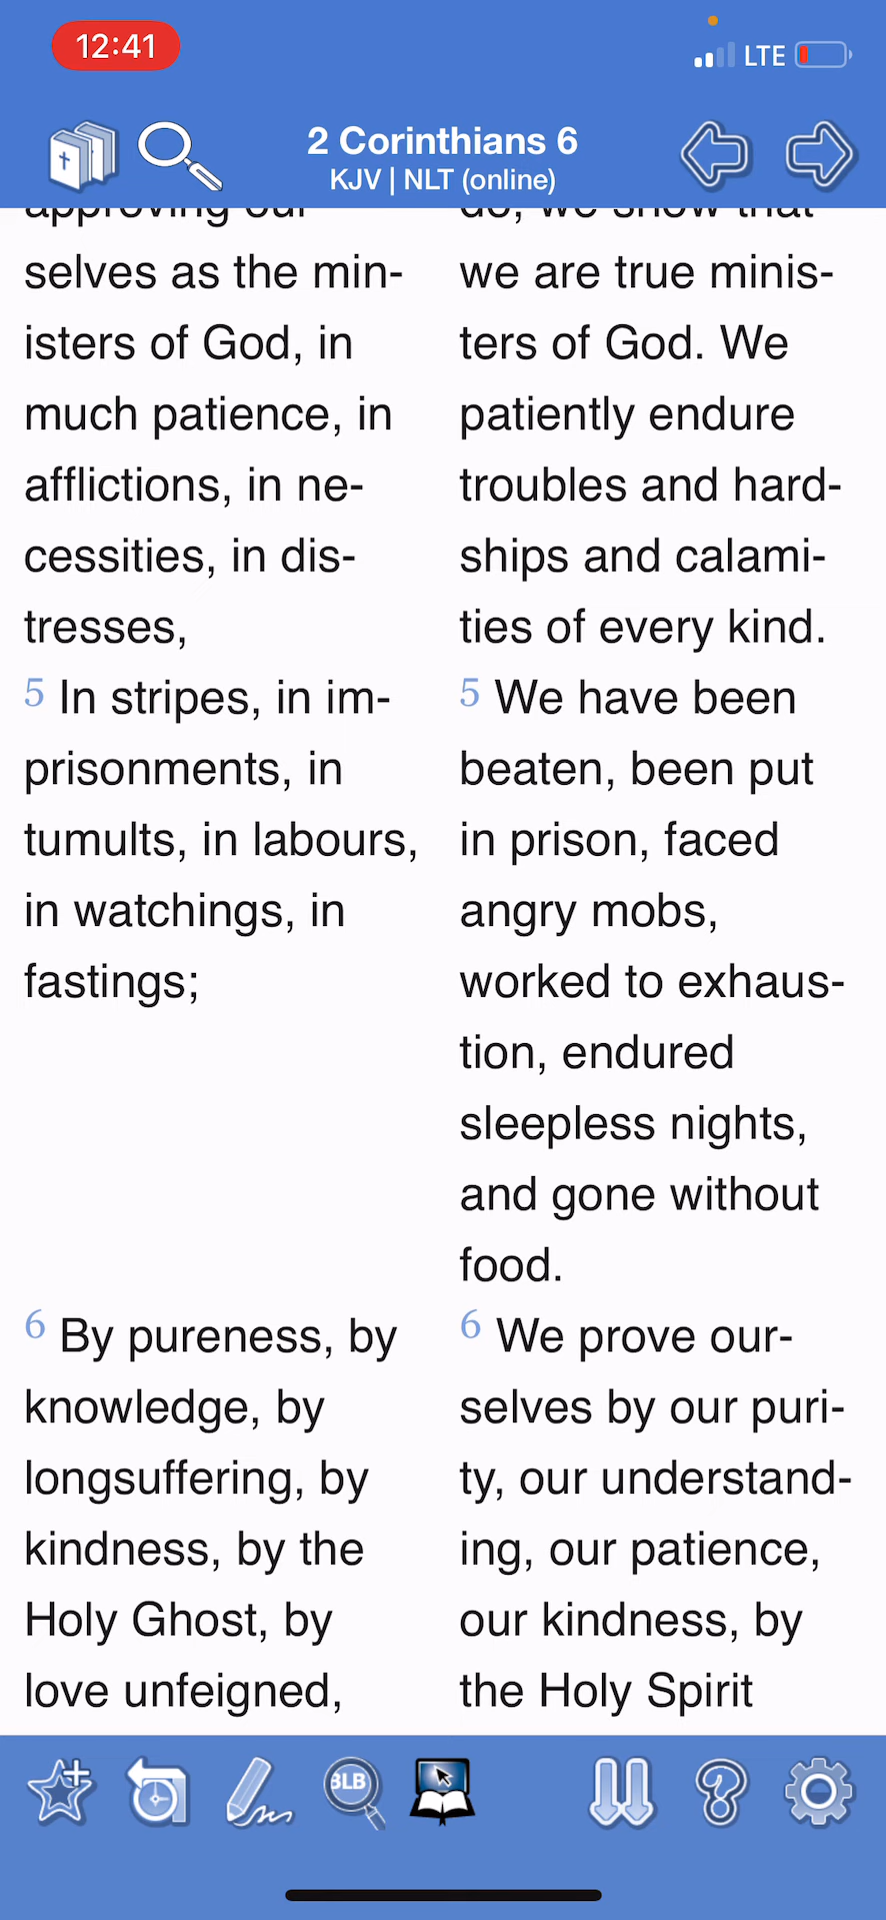 12:41
LTE
2 Corinthians 6
KJV | NLT (online)
approving our
selves as the min-
isters of God, in
much patience, in
afflictions, in ne-
cessities, in dis-
tresses,
5 In stripes, in im-
prisonments, in
tumults, in labours,
in watchings, in
fastings;
6 By pureness, by
knowledge, by
longsuffering, by
kindness, by the
Holy Ghost, by
love unfeigned,
do, we show that
we are true minis-
ters of God. We
patiently endure
troubles and hard-
ships and calami-
ties of every kind.
5 We have been
beaten, been put
in prison, faced
angry mobs,
worked to exhaus-
tion, endured
sleepless nights,
and gone without
food.
6 We prove our-
selves by our puri-
ty, our understand-
ing, our patience,
our kindness, by
the Holy Spirit
BLB